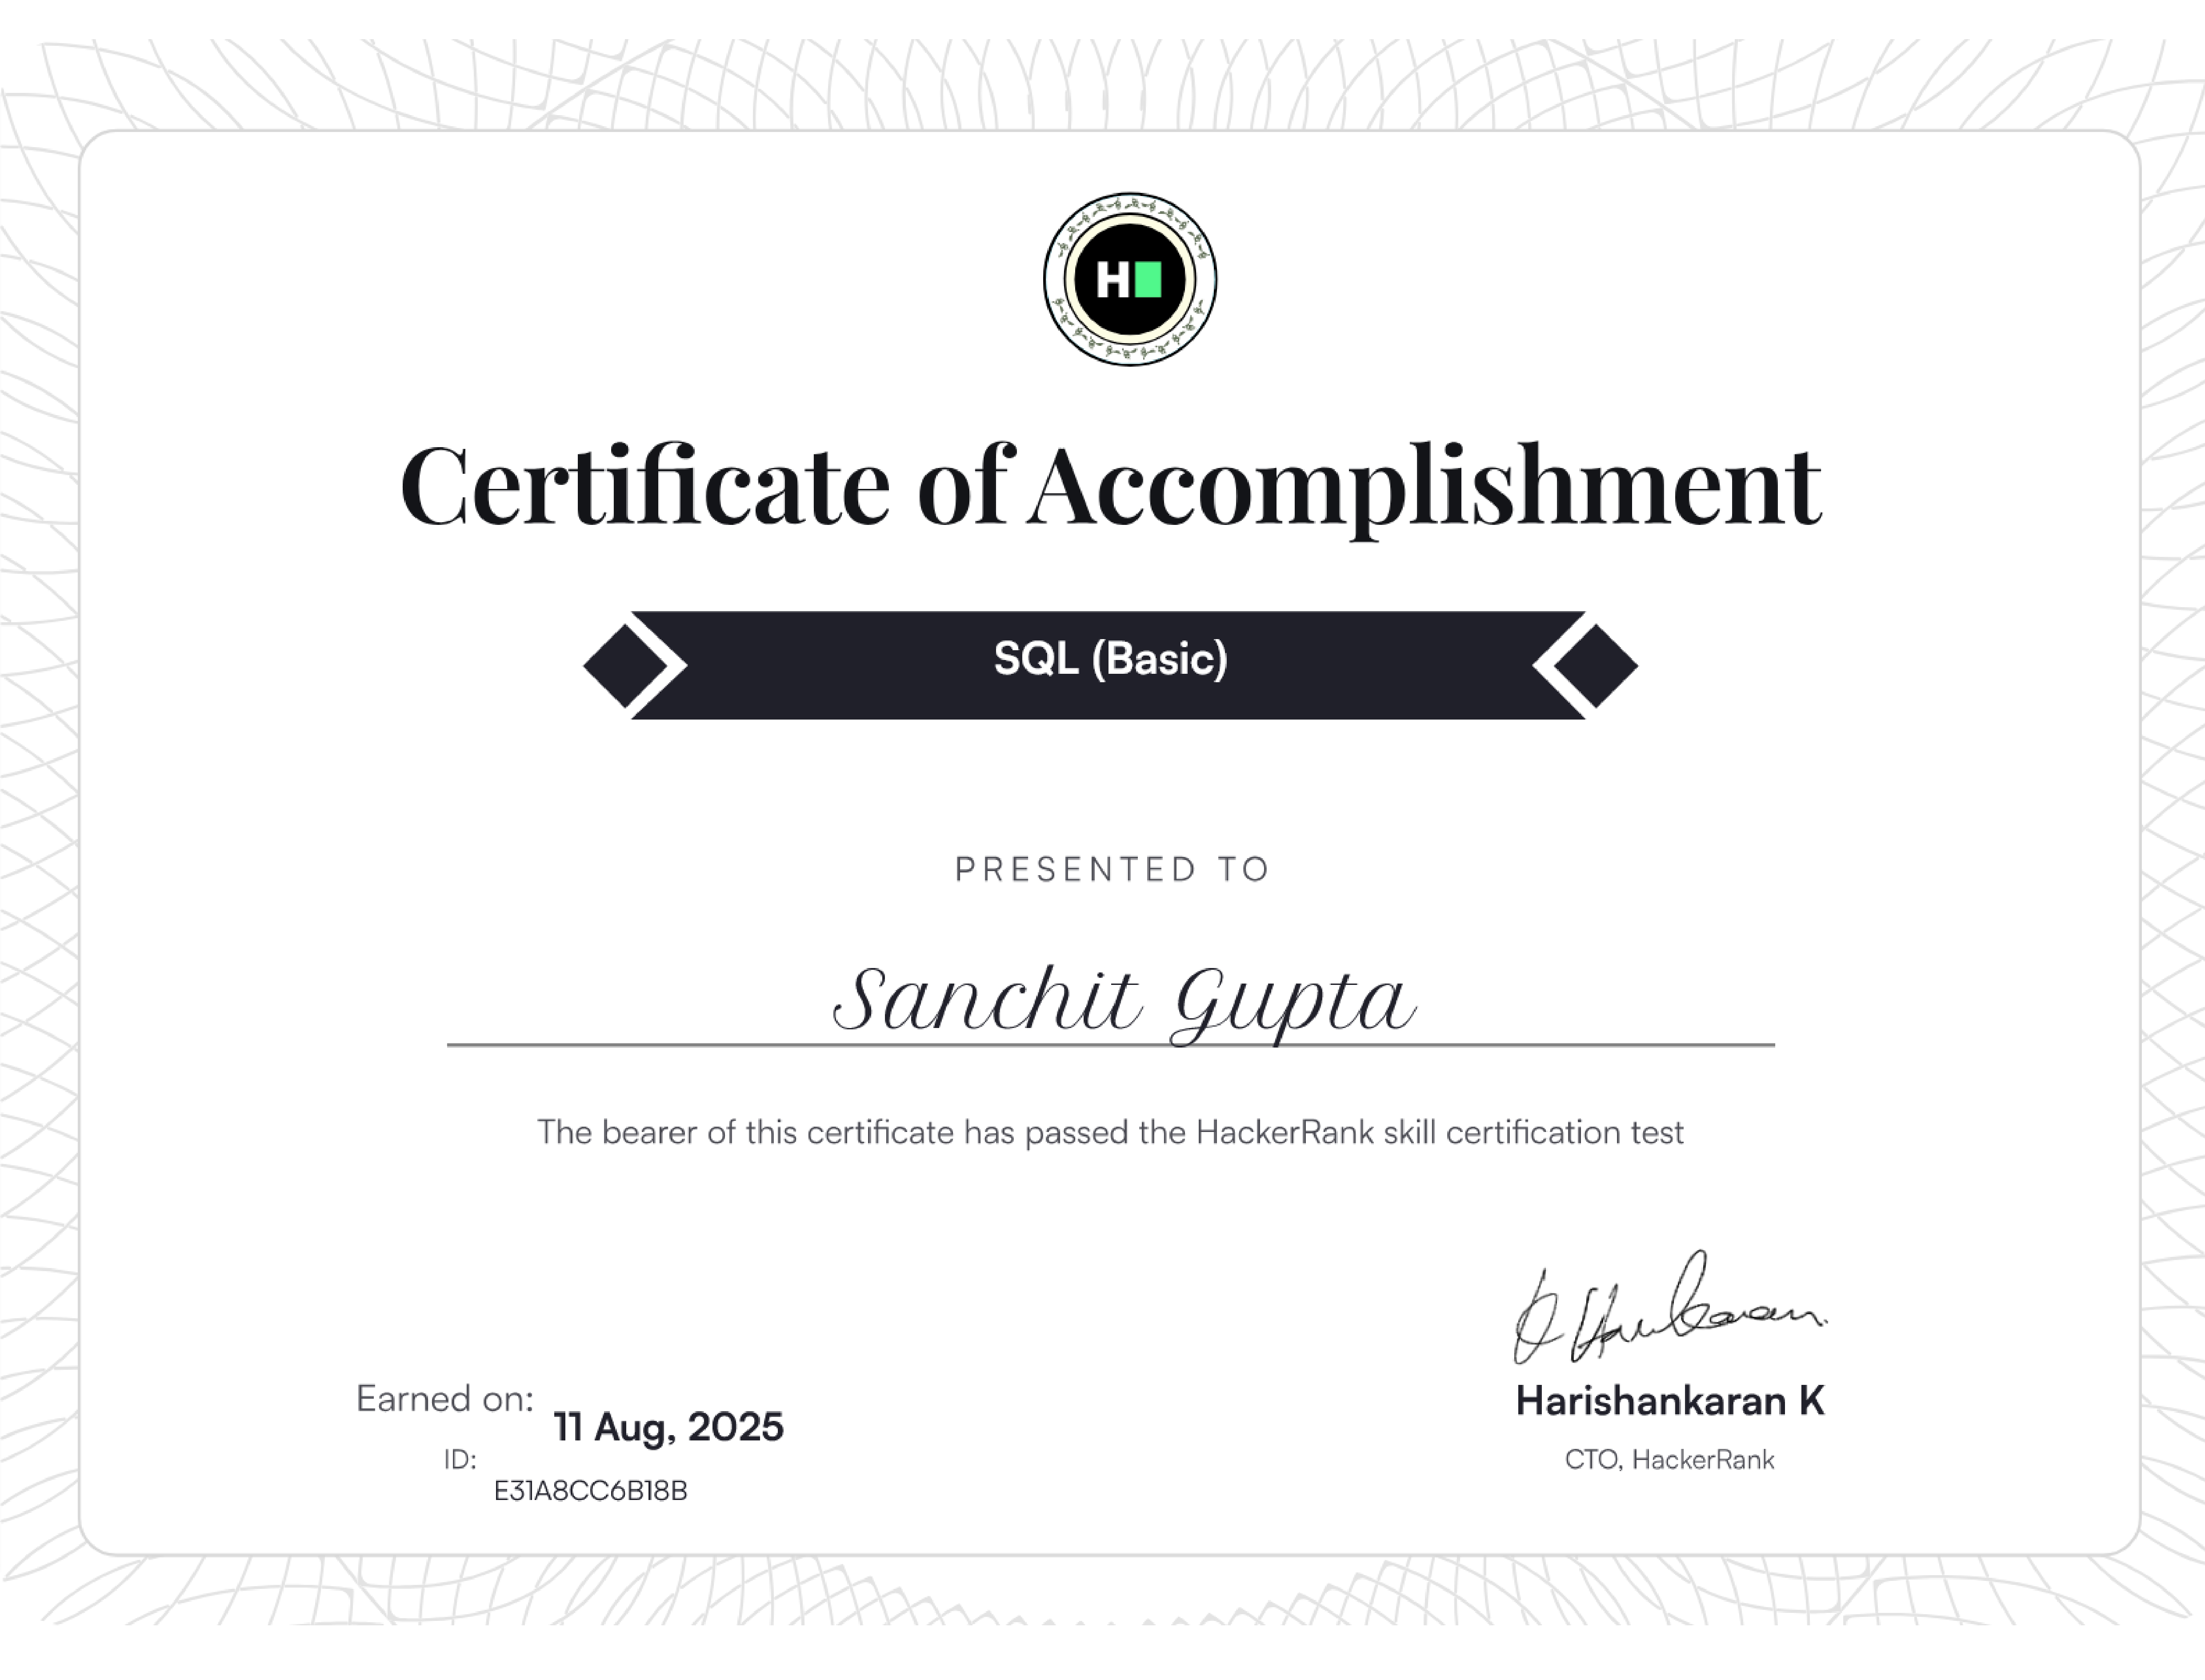 H
Certificate of Accomplishment
SQL (Basic)
PRESENTED TO
Sanchit Gupta
The bearer of this certificate has passed the HackerRank skill certification test
Earned on:
11 Aug, 2025
ID:
E31A8CC6B18B
Harishankaran K
CTO, HackerRank